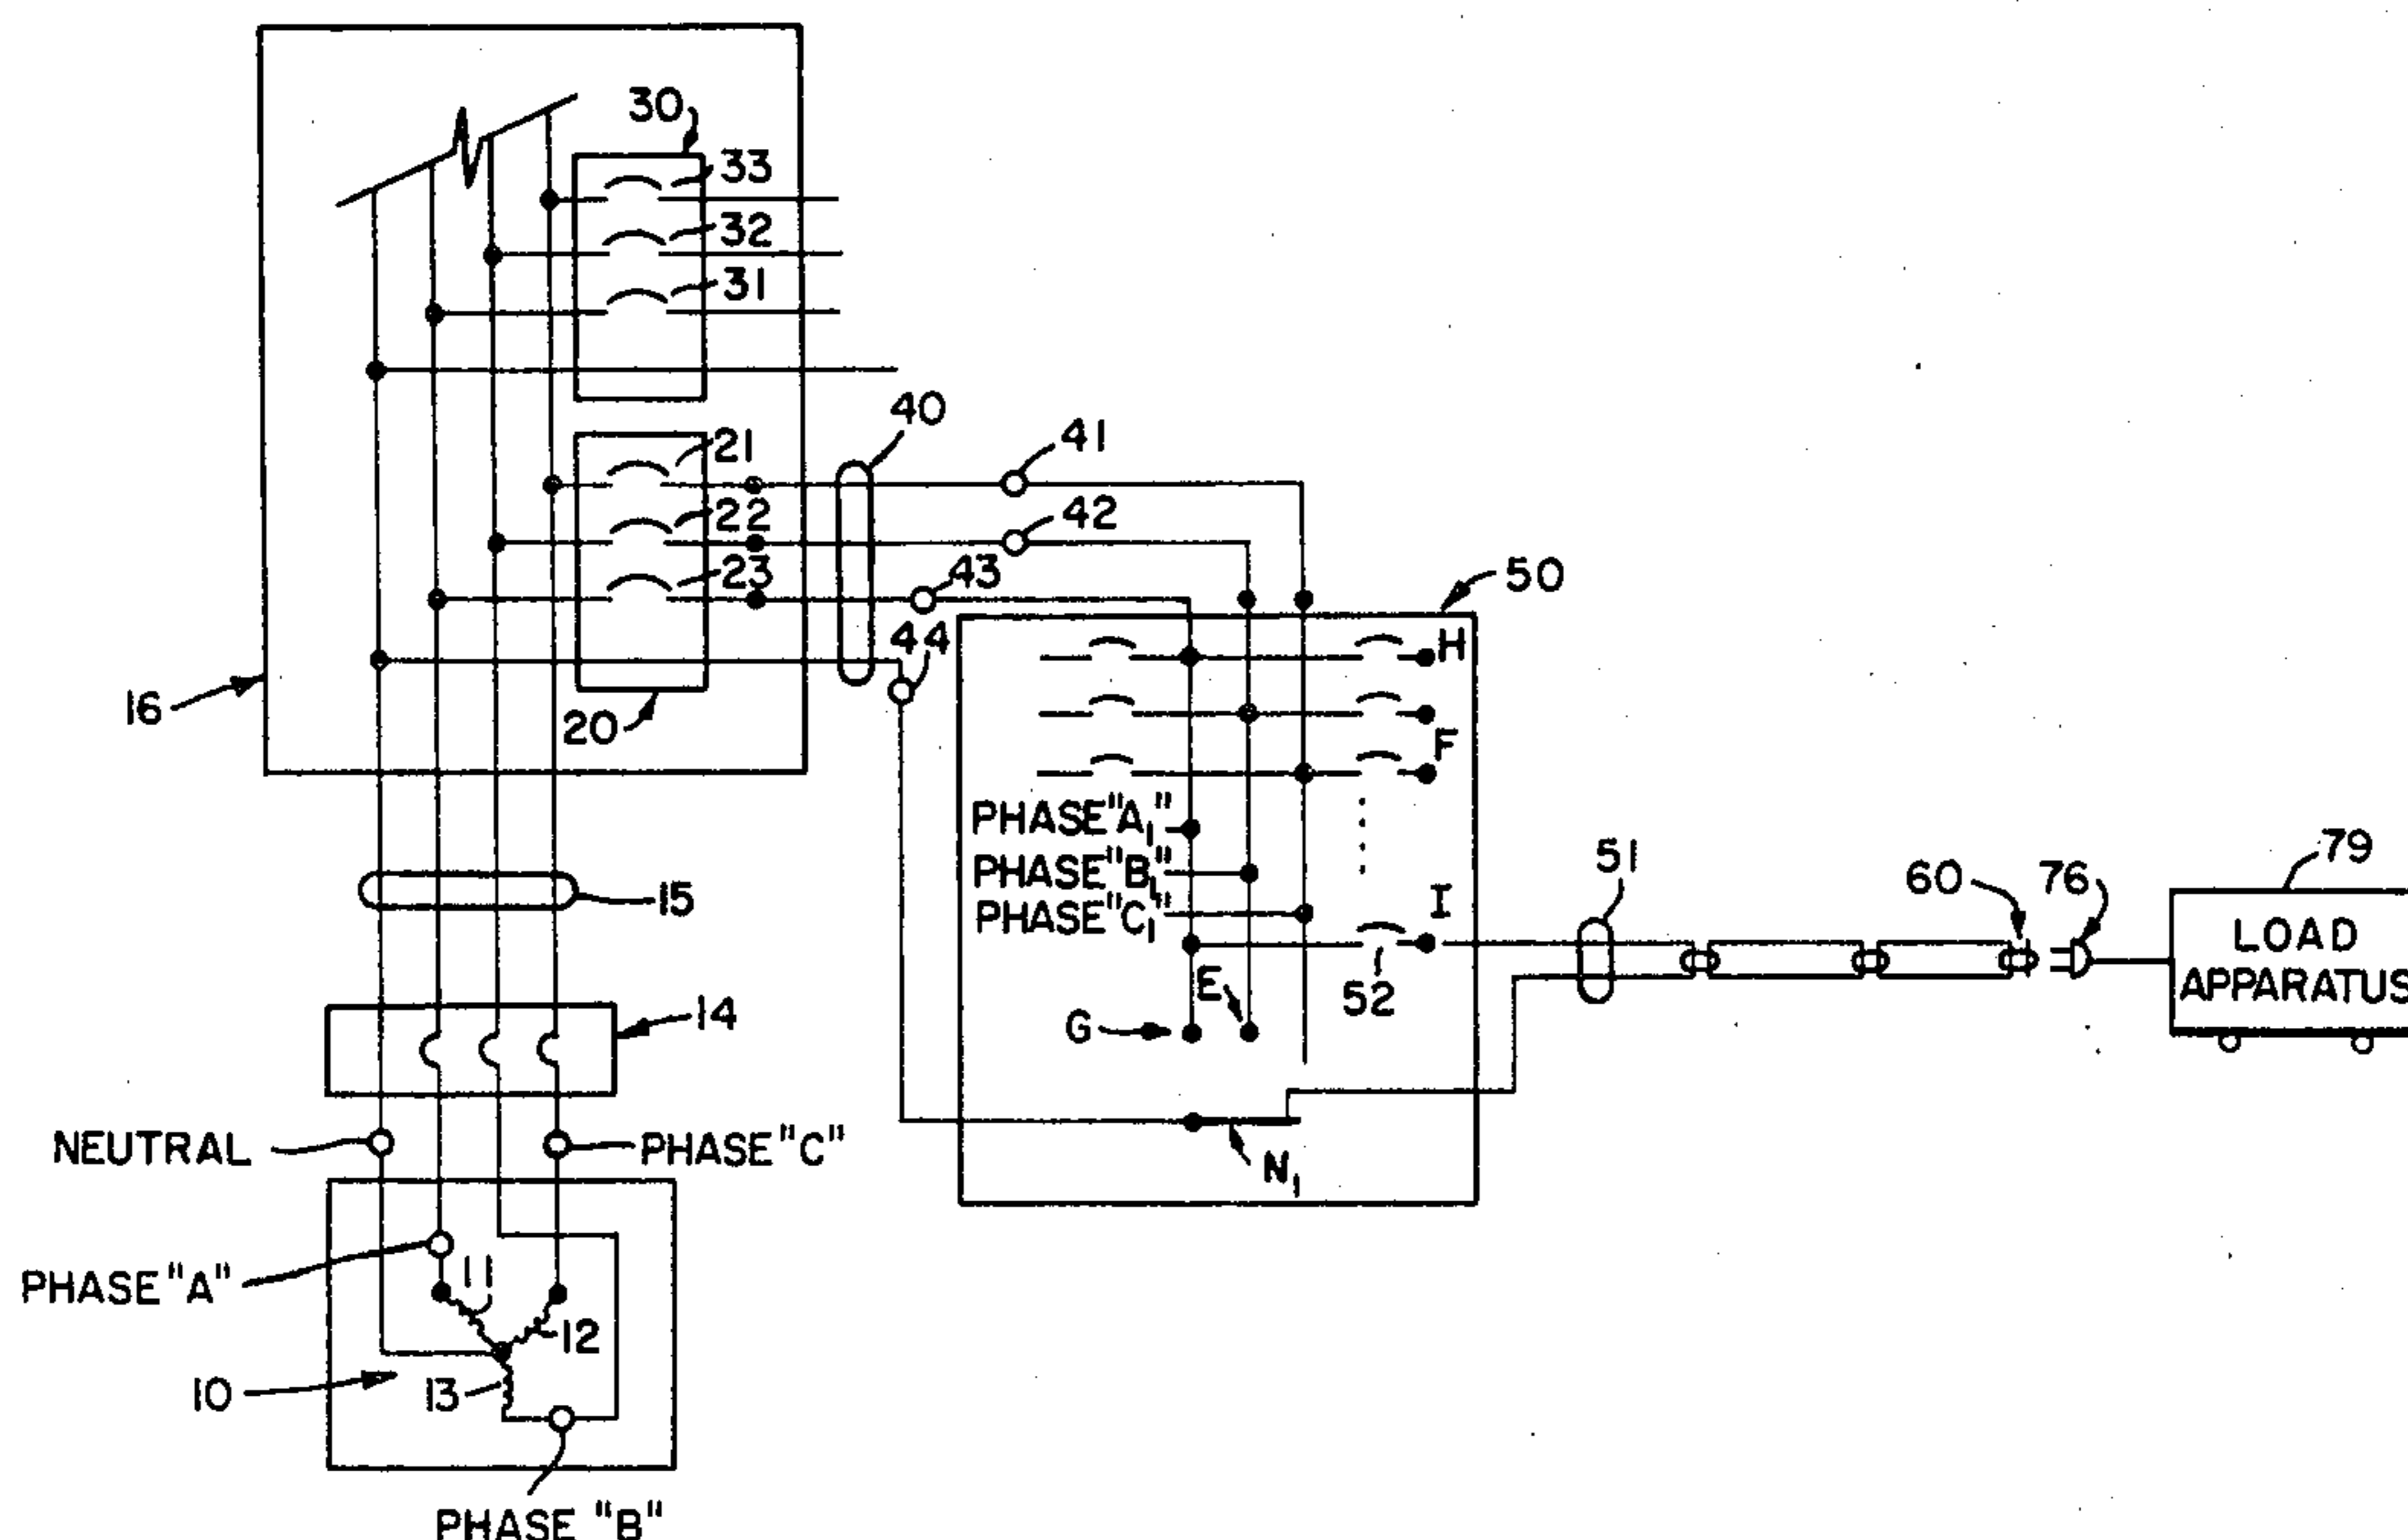 30
33
32
31
40
21
41
22
42
23
43
50
44
H
16
20
F
PHASE "A₁"
PHASE "B₁"
PHASE "C₁"
I
51
60
76
79
LOAD
APPARATUS
15
E
52
14
G
NEUTRAL
PHASE "C"
N₁
PHASE "A"
11
12
10
13
PHASE "B"